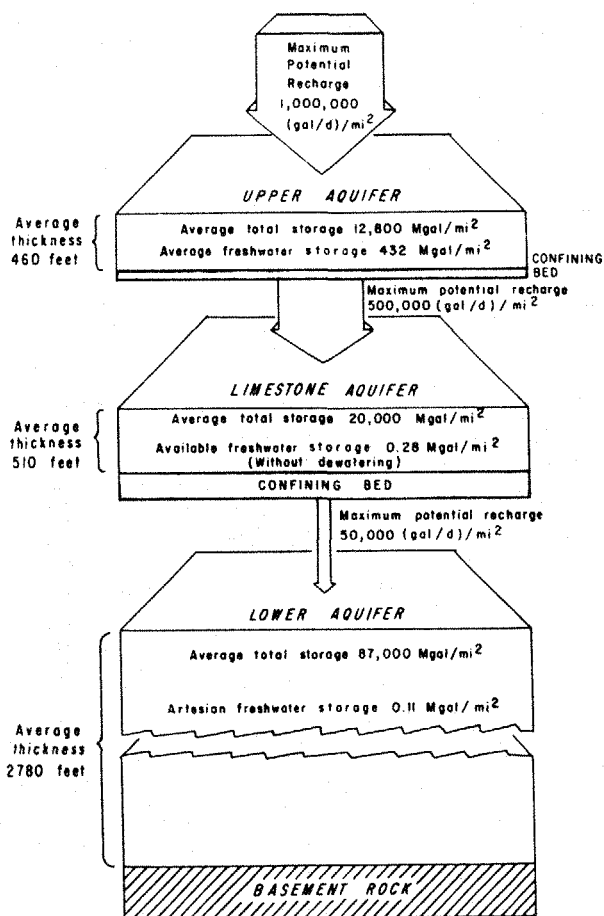 Maximum
Potential
Recharge
1,000,000
(gal/d)/mi²
UPPER AQUIFER
Average
thickness
460 feet
Average total storage 12,800 Mgal/mi²
Average freshwater storage 432 Mgal/mi²
CONFINING
BED
Maximum potential recharge
500,000 (gal/d)/mi²
LIMESTONE AQUIFER
Average
thickness
510 feet
Average total storage 20,000 Mgal/mi²
Available freshwater storage 0.28 Mgal/mi²
(Without dewatering)
CONFINING BED
Maximum potential recharge
50,000 (gal/d)/mi²
LOWER AQUIFER
Average total storage 87,000 Mgal/mi²
Artesian freshwater storage 0.11 Mgal/mi²
Average
thickness
2780 feet
BASEMENT ROCK